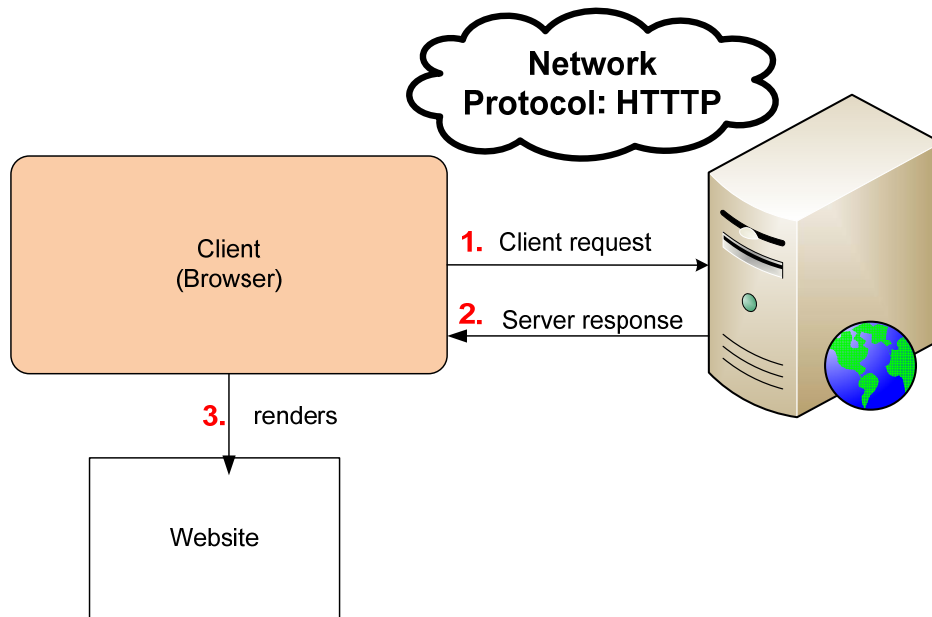 Network
Protocol: HTTTP
Client
(Browser)
1. Client request
2. Server response
3. renders
Website